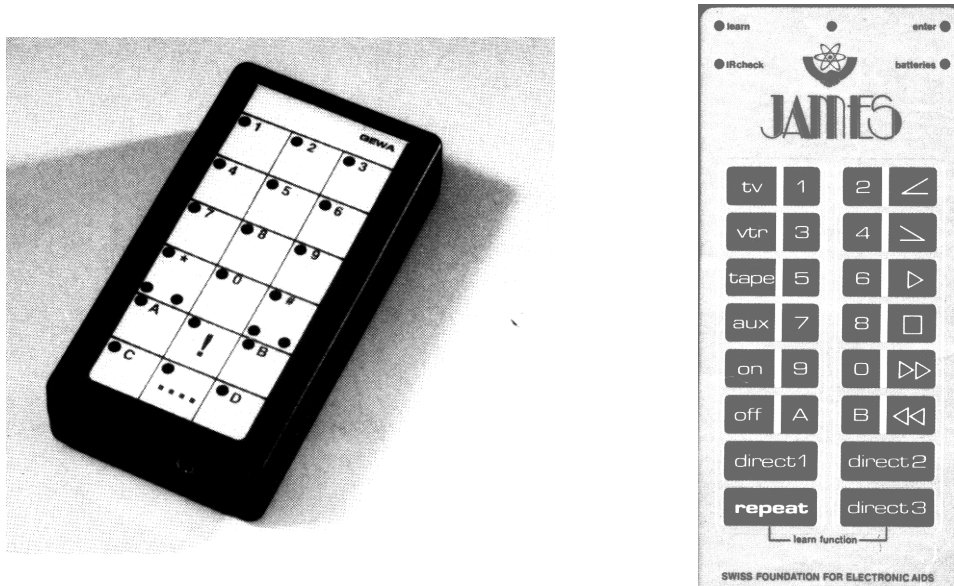 GEWA
1 2 3
4 5 6
7 8 9
* 0 #
A ! B
C .... D
learn enter
IR check batteries
JAMES
tv 1 2
vtr 3 4
tape 5 6
aux 7 8
on 9 0
off A B
direct1 direct2
repeat direct3
learn function
SWISS FOUNDATION FOR ELECTRONIC AIDS